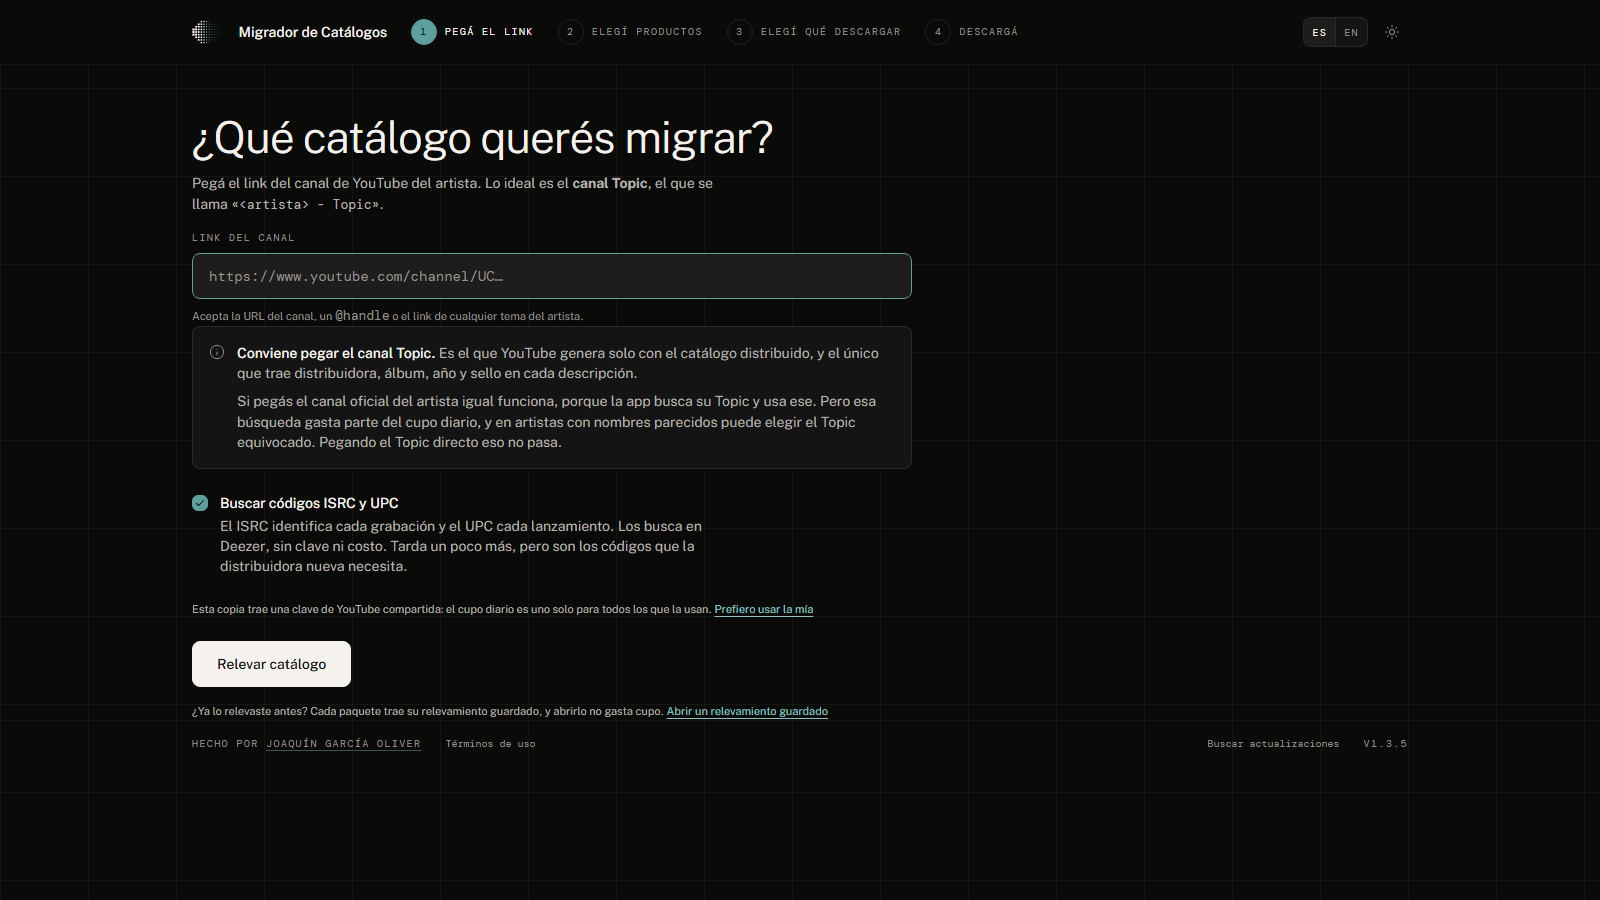 Migrador de Catálogos
1 PEGÁ EL LINK
2 ELEGÍ PRODUCTOS
3 ELEGÍ QUÉ DESCARGAR
4 DESCARGÁ
ES EN
¿Qué catálogo querés migrar?
Pegá el link del canal de YouTube del artista. Lo ideal es el canal Topic, el que se
llama «<artista> - Topic».
LINK DEL CANAL
https://www.youtube.com/channel/UC…
Acepta la URL del canal, un @handle o el link de cualquier tema del artista.
Conviene pegar el canal Topic. Es el que YouTube genera solo con el catálogo distribuido, y el único
que trae distribuidora, álbum, año y sello en cada descripción.
Si pegás el canal oficial del artista igual funciona, porque la app busca su Topic y usa ese. Pero esa
búsqueda gasta parte del cupo diario, y en artistas con nombres parecidos puede elegir el Topic
equivocado. Pegando el Topic directo eso no pasa.
Buscar códigos ISRC y UPC
El ISRC identifica cada grabación y el UPC cada lanzamiento. Los busca en
Deezer, sin clave ni costo. Tarda un poco más, pero son los códigos que la
distribuidora nueva necesita.
Esta copia trae una clave de YouTube compartida: el cupo diario es uno solo para todos los que la usan. Prefiero usar la mía
Relevar catálogo
¿Ya lo relevaste antes? Cada paquete trae su relevamiento guardado, y abrirlo no gasta cupo. Abrir un relevamiento guardado
HECHO POR JOAQUÍN GARCÍA OLIVER Términos de uso
Buscar actualizaciones V1.3.5